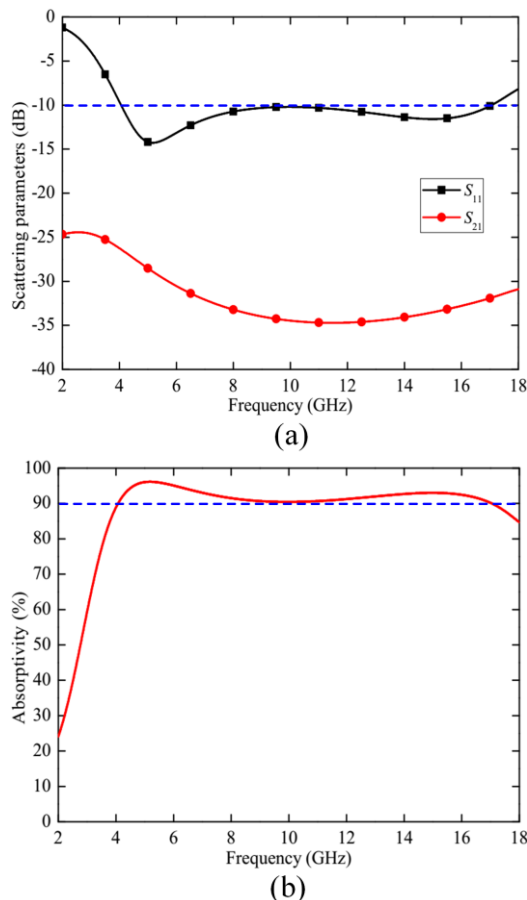 0
-5
-10
-15
-20
-25
-30
-35
-40
Scattering parameters (dB)
S11
S21
2 4 6 8 10 12 14 16 18
Frequency (GHz)
(a)
100
90
80
70
60
50
40
30
20
10
0
Absorptivity (%)
2 4 6 8 10 12 14 16 18
Frequency (GHz)
(b)